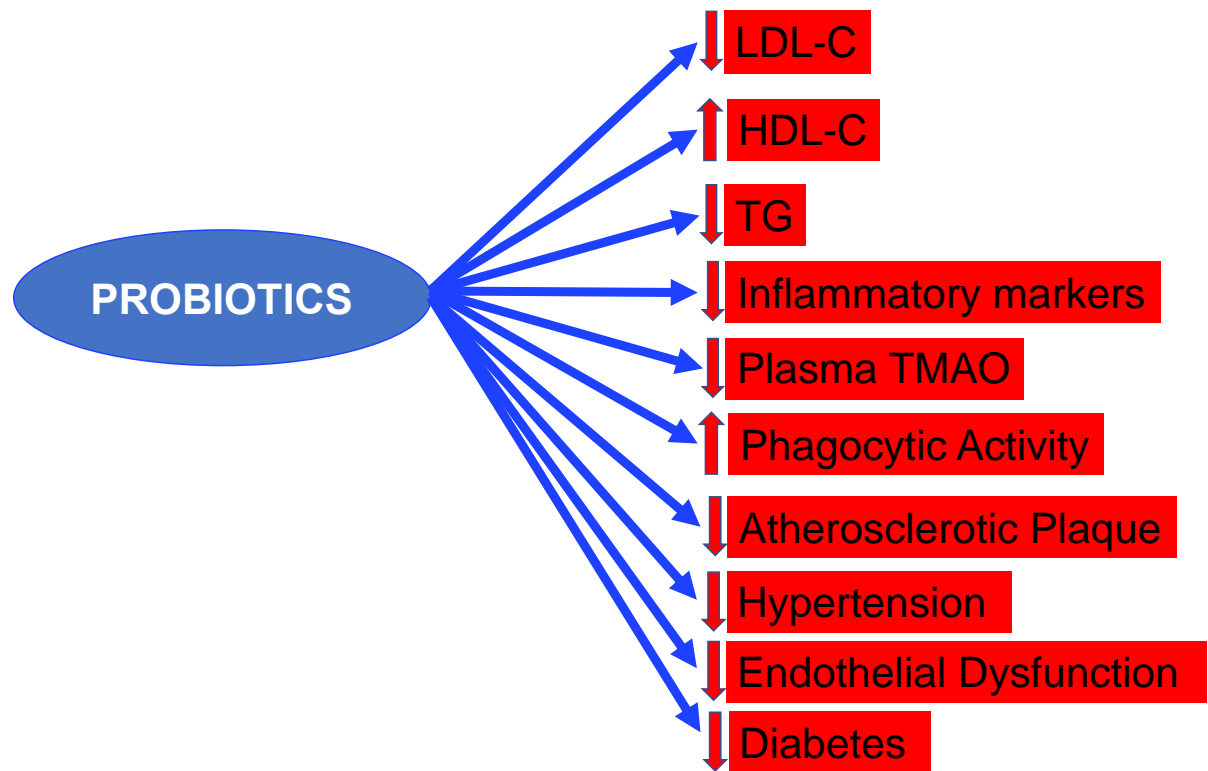 PROBIOTICS
LDL-C
HDL-C
TG
Inflammatory markers
Plasma TMAO
Phagocytic Activity
Atherosclerotic Plaque
Hypertension
Endothelial Dysfunction
Diabetes